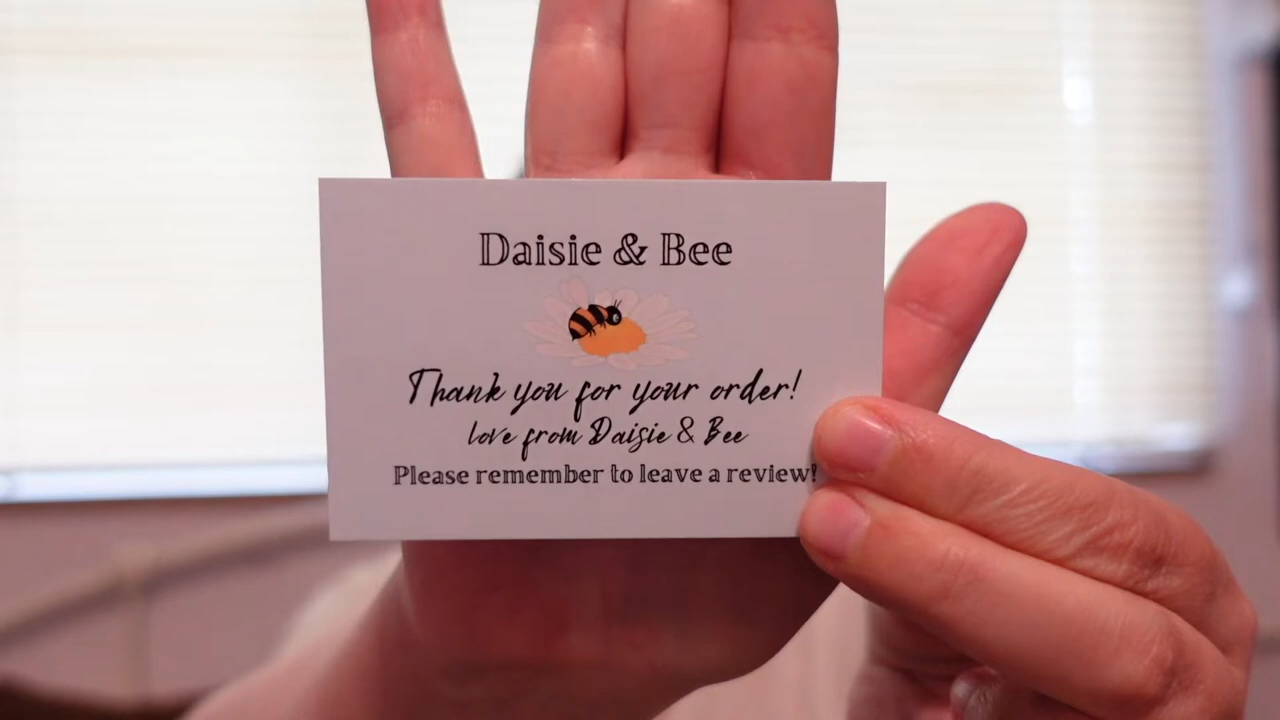 Daisie & Bee
Thank you for your order!
love from Daisie & Bee
Please remember to leave a review!